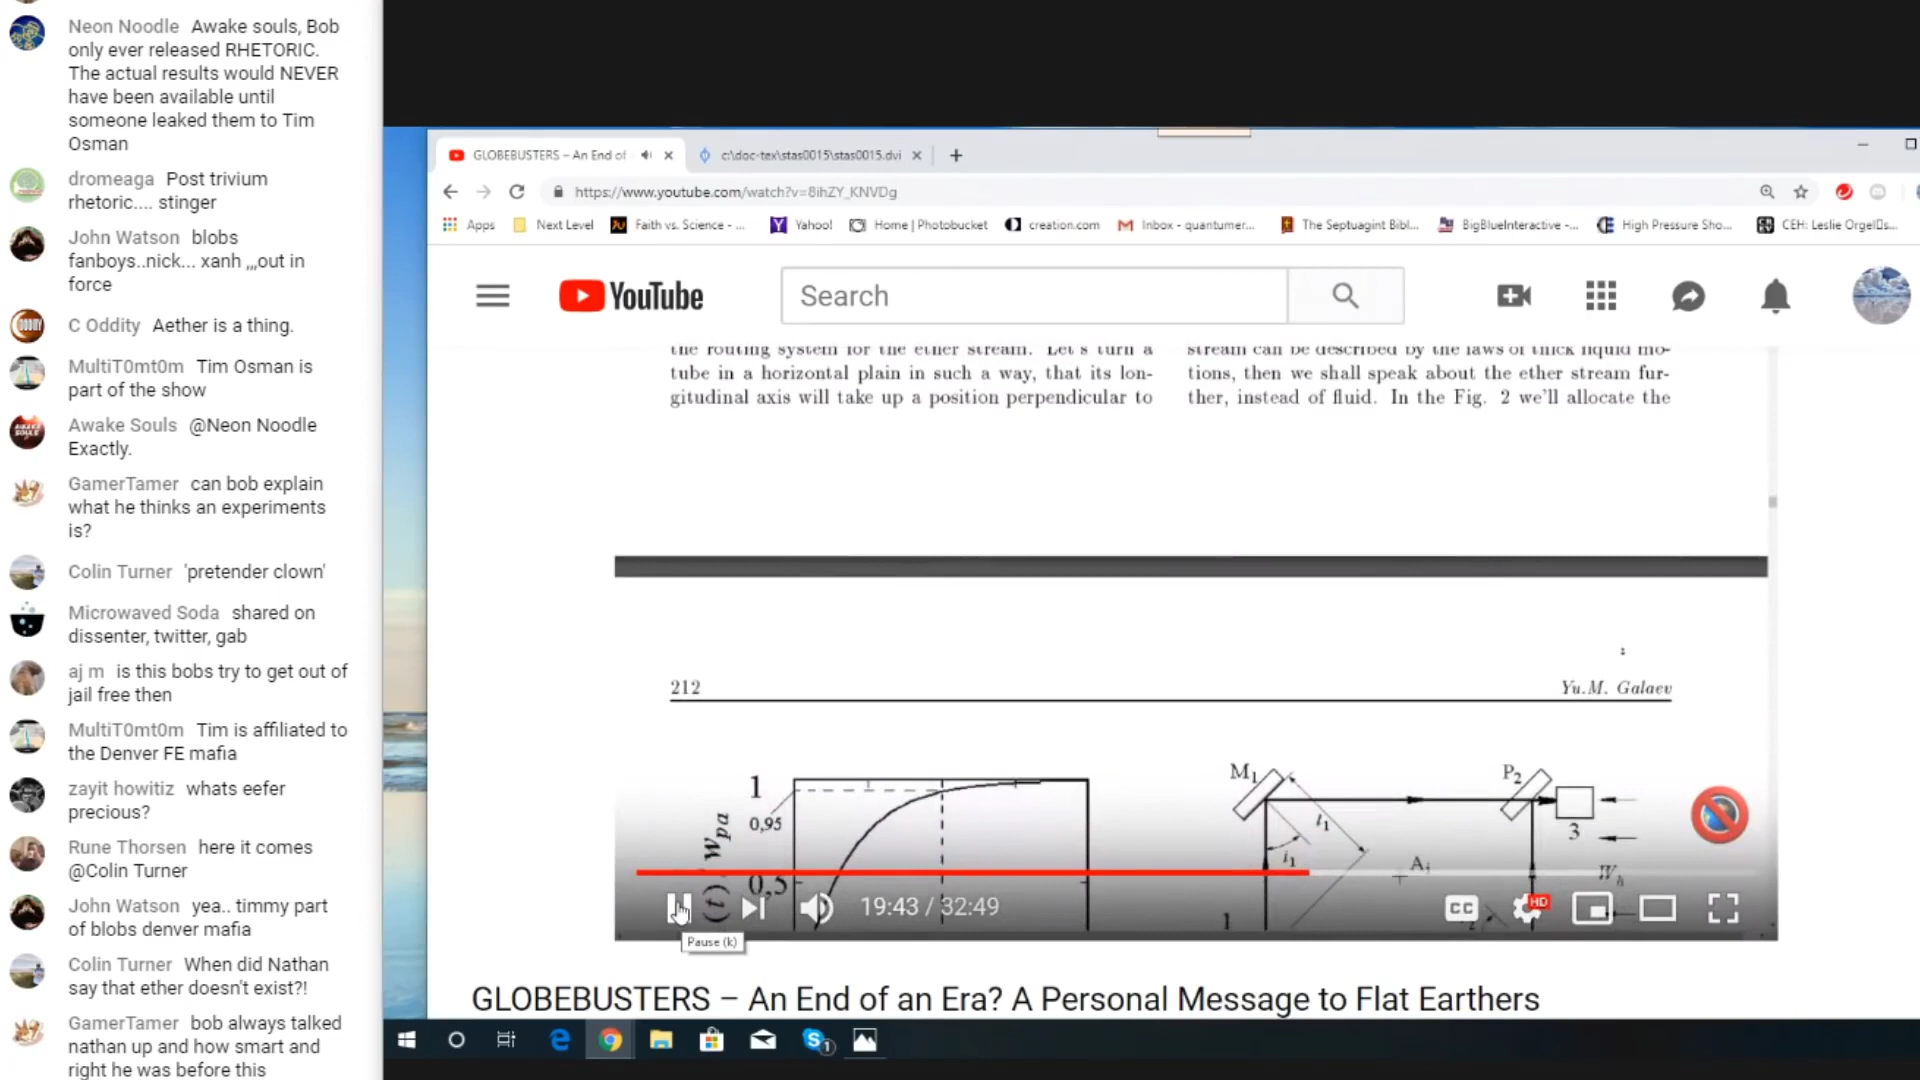 Neon Noodle Awake souls, Bob
only ever released RHETORIC.
The actual results would NEVER
have been available until
someone leaked them to Tim
Osman
dromeaga Post trivium
rhetoric.... stinger
John Watson blobs
fanboys..nick... xanh ,,,out in
force
C Oddity Aether is a thing.
MultiT0mt0m Tim Osman is
part of the show
Awake Souls @Neon Noodle
Exactly.
GamerTamer can bob explain
what he thinks an experiments
is?
Colin Turner 'pretender clown'
Microwaved Soda shared on
dissenter, twitter, gab
aj m is this bobs try to get out of
jail free then
MultiT0mt0m Tim is affiliated to
the Denver FE mafia
zayit howitiz whats eefer
precious?
Rune Thorsen here it comes
@Colin Turner
John Watson yea.. timmy part
of blobs denver mafia
Colin Turner When did Nathan
say that ether doesn't exist?!
GamerTamer bob always talked
nathan up and how smart and
right he was before this
GLOBEBUSTERS – An End of
c:\doc-tex\stas0015\stas0015.dvi
https://www.youtube.com/watch?v=8ihZY_KNVDg
Apps Next Level Faith vs. Science - ... Yahoo! Home | Photobucket creation.com Inbox - quantumer... The Septuagint Bibl... BigBlueInteractive -... High Pressure Sho... CEH: Leslie Orgel▯s...
YouTube
Search
the routing system for the ether stream. Let's turn a
tube in a horizontal plain in such a way, that its lon-
gitudinal axis will take up a position perpendicular to
stream can be described by the laws of thick liquid mo-
tions, then we shall speak about the ether stream fur-
ther, instead of fluid. In the Fig. 2 we'll allocate the
212
Yu.M. Galaev
1
0,95
0,5
(t) Wpa
M1
P2
l1
i1
3
A
Wh
1
19:43 / 32:49
CC
HD
Pause (k)
GLOBEBUSTERS – An End of an Era? A Personal Message to Flat Earthers
1